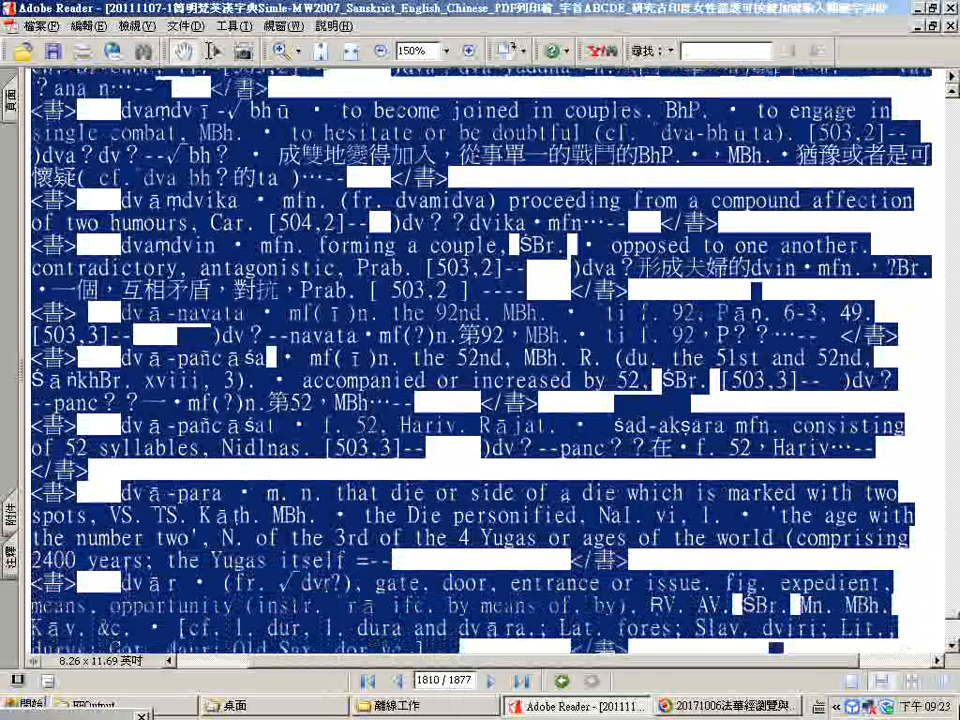 Adobe Reader - [20111107-1簡明梵英漢字典Simle-MW2007_Sanskrict_English_Chinese_PDF列印檔_字首ABCDE_研究古印度女性
檔案(F) 編輯(E) 檢視(V) 文件(D) 工具(T) 視窗(W) 說明(H)
150% 尋找：
頁面
？ana n…--˝ </書>
<書> dvaṃdvī-√bhū • to become joined in couples. BhP. • to engage in
single combat, MBh. • to hesitate or be doubtful (cf. °dva-bhūta). [503,2]--
)dva？dv？--√bh？ • 成雙地變得加入，從事單一的戰鬥的BhP.•，MBh.•猶豫或者是可
懷疑( cf.˝dva bh？的ta )…-- </書>
<書> dvāṃdvika • mfn. (fr. dvamidva) proceeding from a compound affection
of two humours, Car. [504,2]-- )dv？？dvika•mfn…-- </書>
<書> dvaṃdvin • mfn. forming a couple, ŚBr. • opposed to one another.
contradictory, antagonistic, Prab. [503,2]-- )dva？形成夫婦的dvin•mfn.，?Br.
•一個，互相矛盾，對抗，Prab. [ 503,2 ] ---- </書>
<書> dvā-navata • mf(ī)n. the 92nd, MBh. • ti f. 92, Pāṇ. 6-3, 49.
[503,3]-- )dv？--navata•mf(?)n.第92，MBh.•ti f. 92，P？？…-- </書>
<書> dvā-pañcāśa • mf(ī)n. the 52nd, MBh. R. (du. the 51st and 52nd,
ŚāṅkhBr. xviii, 3). • accompanied or increased by 52, ŚBr. [503,3]-- )dv？
--panc？？一•mf(?)n.第52，MBh…-- </書>
<書> dvā-pañcāśat • f. 52, Hariv. Rājat. • śad-akṣara mfn. consisting
of 52 syllables, Nidlnas. [503,3]-- )dv？--panc？？在•f. 52，Hariv…--
</書>
<書> dvā-para • m. n. that die or side of a die which is marked with two
spots, VS. TS. Kāṭh. MBh. • the Die personified, Nal. vi, 1. • 'the age with
the number two', N. of the 3rd of the 4 Yugas or ages of the world (comprising
2400 years; the Yugas itself =-- </書>
<書> dvār • (fr. √dvṛ?), gate, door, entrance or issue, fig. expedient,
means, opportunity (instr. °rā ifc. by means of, by), RV. AV. ŚBr. Mn. MBh.
Kāv. &c. • [cf. 1. dur, 1. dura and dvāra.; Lat. fores; Slav. dviri; Lit.,
附件
註釋
8.26 x 11.69 英吋
1810 / 1877
開始 桌面 離線工作 Adobe Reader - [201111... 20171006法華經瀏覽與... 下午 09:23